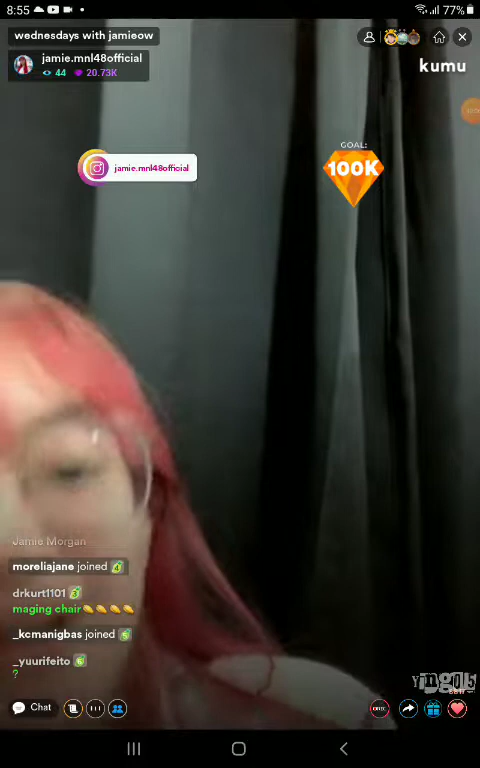 8:55
77%
wednesdays with jamieow
jamie.mnl48official
44
20.73K
kumu
jamie.mnl48official
GOAL:
100K
Jamie Morgan
moreliajane joined
drkurt1101
maging chair
_kcmanigbas joined
_yuurifeito
?
Chat